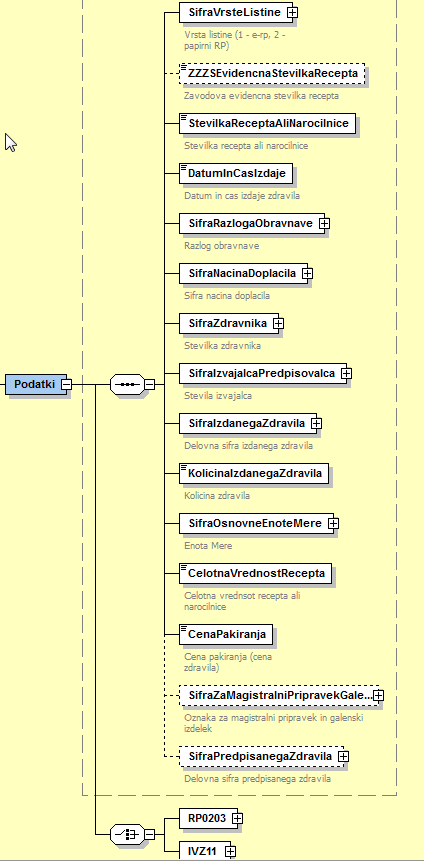 SifraVrsteListine
Vrsta listine (1 - e-rp, 2 -
papirni RP)
ZZZSEvidencnaStevilkaRecepta
Zavodova evidencna stevilka recepta
StevilkaReceptaAliNarocilnice
Stevilka recepta ali narocilnice
DatumInCasIzdaje
Datum in cas izdaje zdravila
SifraRazlogaObravnave
Razlog obravnave
SifraNacinaDoplacila
Sifra nacina doplacila
SifraZdravnika
Stevilka zdravnika
SifraIzvajalcaPredpisovalca
Stevila izvajalca
Podatki
SifraIzdanegaZdravila
Delovna sifra izdanega zdravila
KolicinaIzdanegaZdravila
Kolicina zdravila
SifraOsnovneEnoteMere
Enota Mere
CelotnaVrednostRecepta
Celotna vrednsot recepta ali
narocilnice
CenaPakiranja
Cena pakiranja (cena
zdravila)
SifraZaMagistralniPripravekGale...
Oznaka za magistralni pripravek in galenski
izdelek
SifraPredpisanegaZdravila
Delovna sifra predpisanega zdravila
RP0203
IVZ11